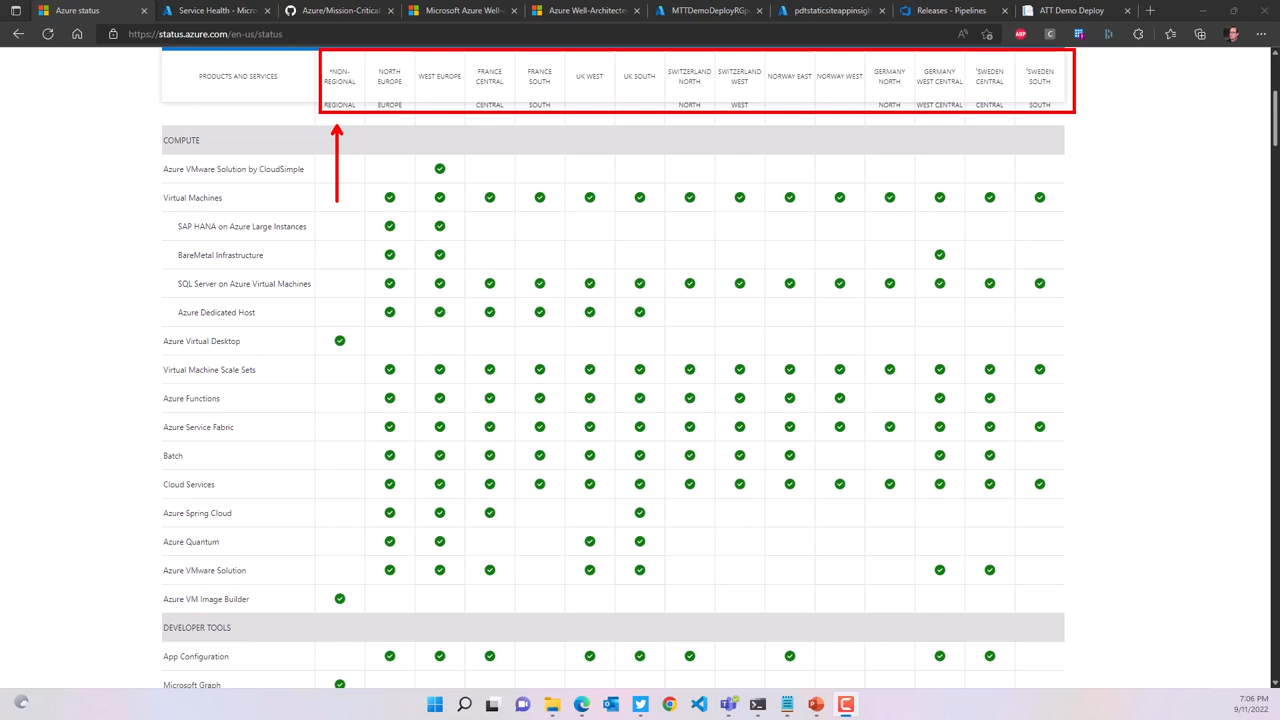 Azure status
Service Health - Micro
Azure/Mission-Critical
Microsoft Azure Well-
Azure Well-Architecte
MTTDemoDeployRGp
pdtstaticsiteappinsigh
Releases - Pipelines
ATT Demo Deploy
https://status.azure.com/en-us/status
ABP
PRODUCTS AND SERVICES
*NON-
REGIONAL
NORTH
EUROPE
WEST EUROPE
FRANCE
CENTRAL
FRANCE
SOUTH
UK WEST
UK SOUTH
SWITZERLAND
NORTH
SWITZERLAND
WEST
NORWAY EAST
NORWAY WEST
GERMANY
NORTH
GERMANY
WEST CENTRAL
SWEDEN
CENTRAL
SWEDEN
SOUTH
REGIONAL
EUROPE
CENTRAL
SOUTH
NORTH
WEST
NORTH
WEST CENTRAL
CENTRAL
SOUTH
COMPUTE
Azure VMware Solution by CloudSimple
Virtual Machines
SAP HANA on Azure Large Instances
BareMetal Infrastructure
SQL Server on Azure Virtual Machines
Azure Dedicated Host
Azure Virtual Desktop
Virtual Machine Scale Sets
Azure Functions
Azure Service Fabric
Batch
Cloud Services
Azure Spring Cloud
Azure Quantum
Azure VMware Solution
Azure VM Image Builder
DEVELOPER TOOLS
App Configuration
Microsoft Graph
7:06 PM
9/11/2022